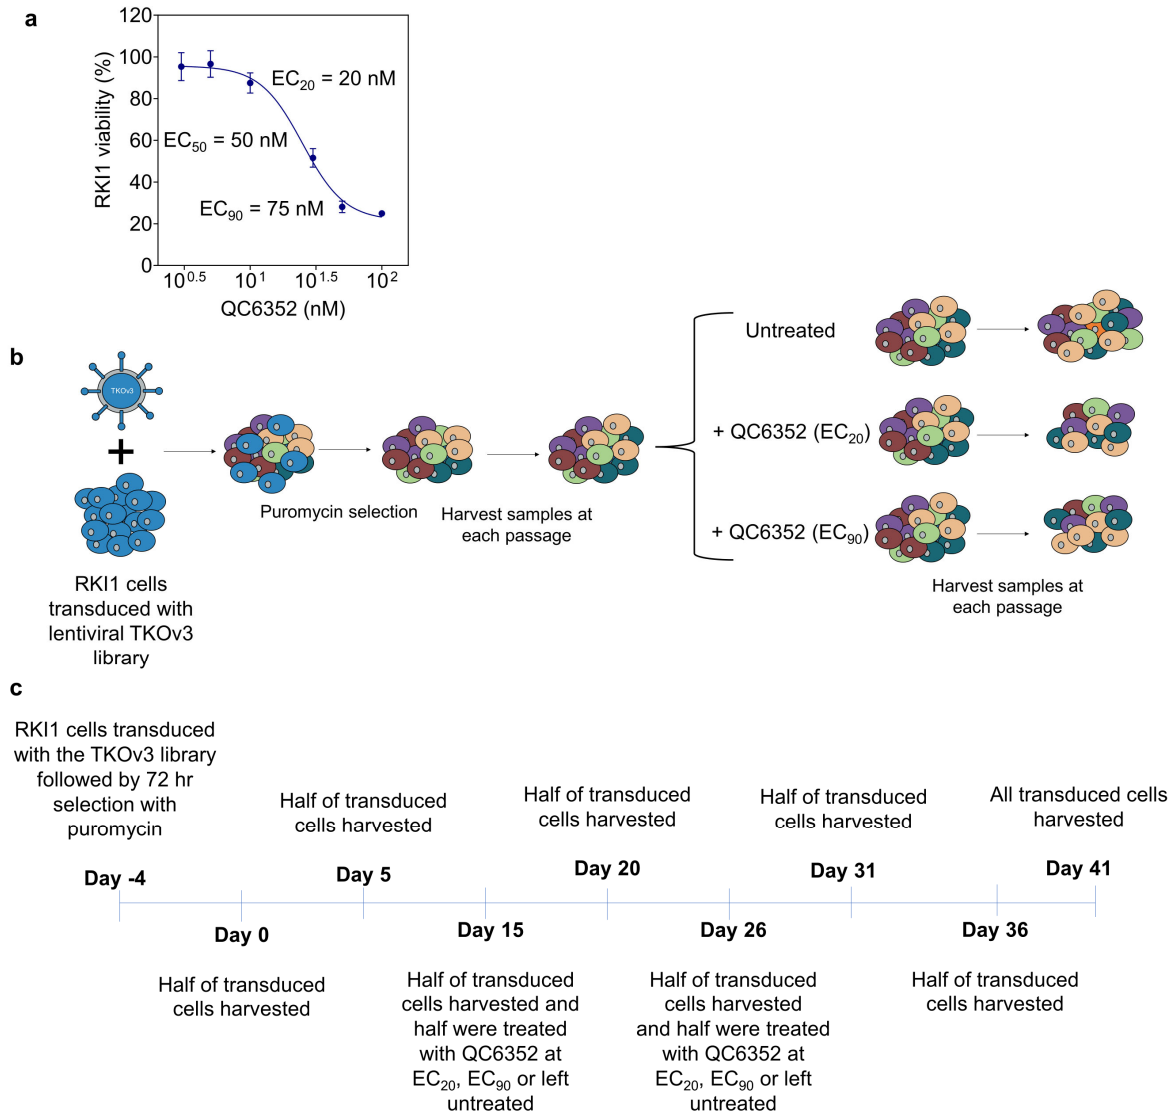 a
120
100
80
60
40
20
0
RKI1 viability (%)
EC20 = 20 nM
EC50 = 50 nM
EC90 = 75 nM
10^0.5
10^1
10^1.5
10^2
QC6352 (nM)
b
TKOv3
+
RKI1 cells
transduced with
lentiviral TKOv3
library
Puromycin selection
Harvest samples at
each passage
Untreated
+ QC6352 (EC20)
+ QC6352 (EC90)
Harvest samples at
each passage
c
RKI1 cells transduced
with the TKOv3 library
followed by 72 hr
selection with
puromycin
Half of transduced
cells harvested
Half of transduced
cells harvested
Half of transduced
cells harvested
All transduced cells
harvested
Day -4
Day 5
Day 20
Day 31
Day 41
Day 0
Day 15
Day 26
Day 36
Half of transduced
cells harvested
Half of transduced
cells harvested and
half were treated
with QC6352 at
EC20, EC90 or left
untreated
Half of transduced
cells harvested
and half were treated
with QC6352 at
EC20, EC90 or left
untreated
Half of transduced
cells harvested